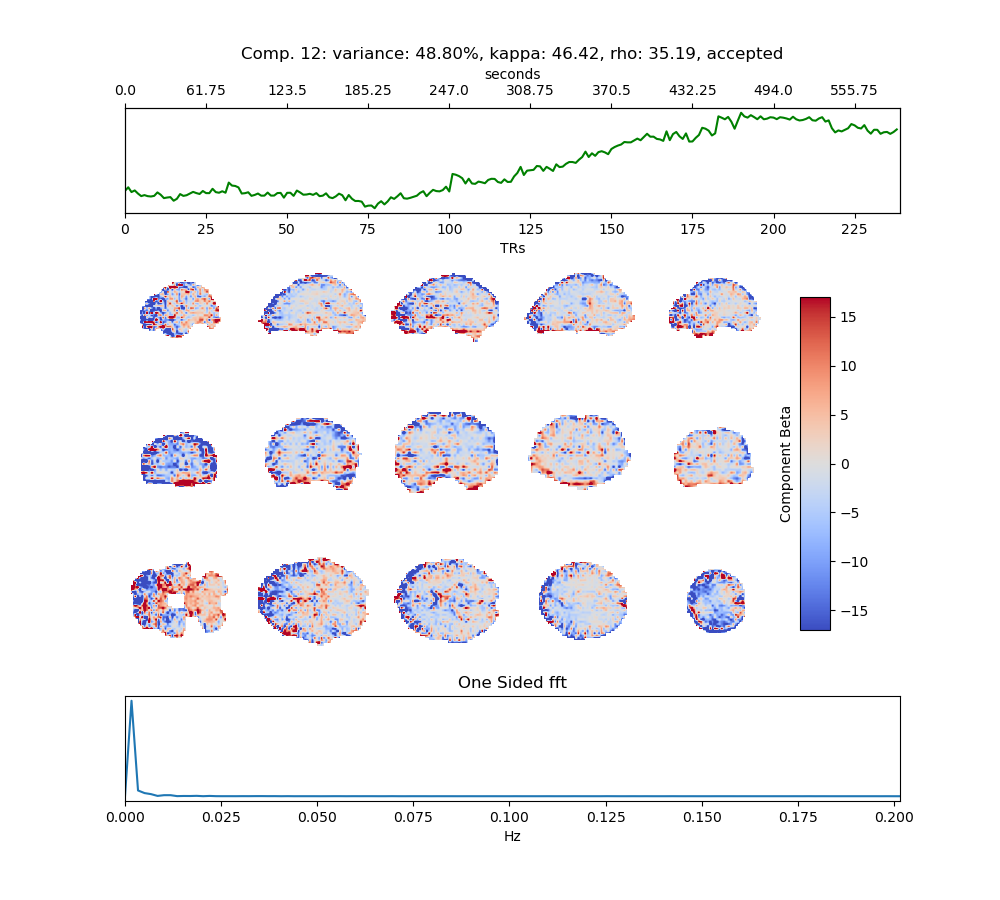 Comp. 12: variance: 48.80%, kappa: 46.42, rho: 35.19, accepted
seconds
0.0 61.75 123.5 185.25 247.0 308.75 370.5 432.25 494.0 555.75
0 25 50 75 100 125 150 175 200 225
TRs
15
10
5
0
−5
−10
−15
Component Beta
One Sided fft
0.000 0.025 0.050 0.075 0.100 0.125 0.150 0.175 0.200
Hz